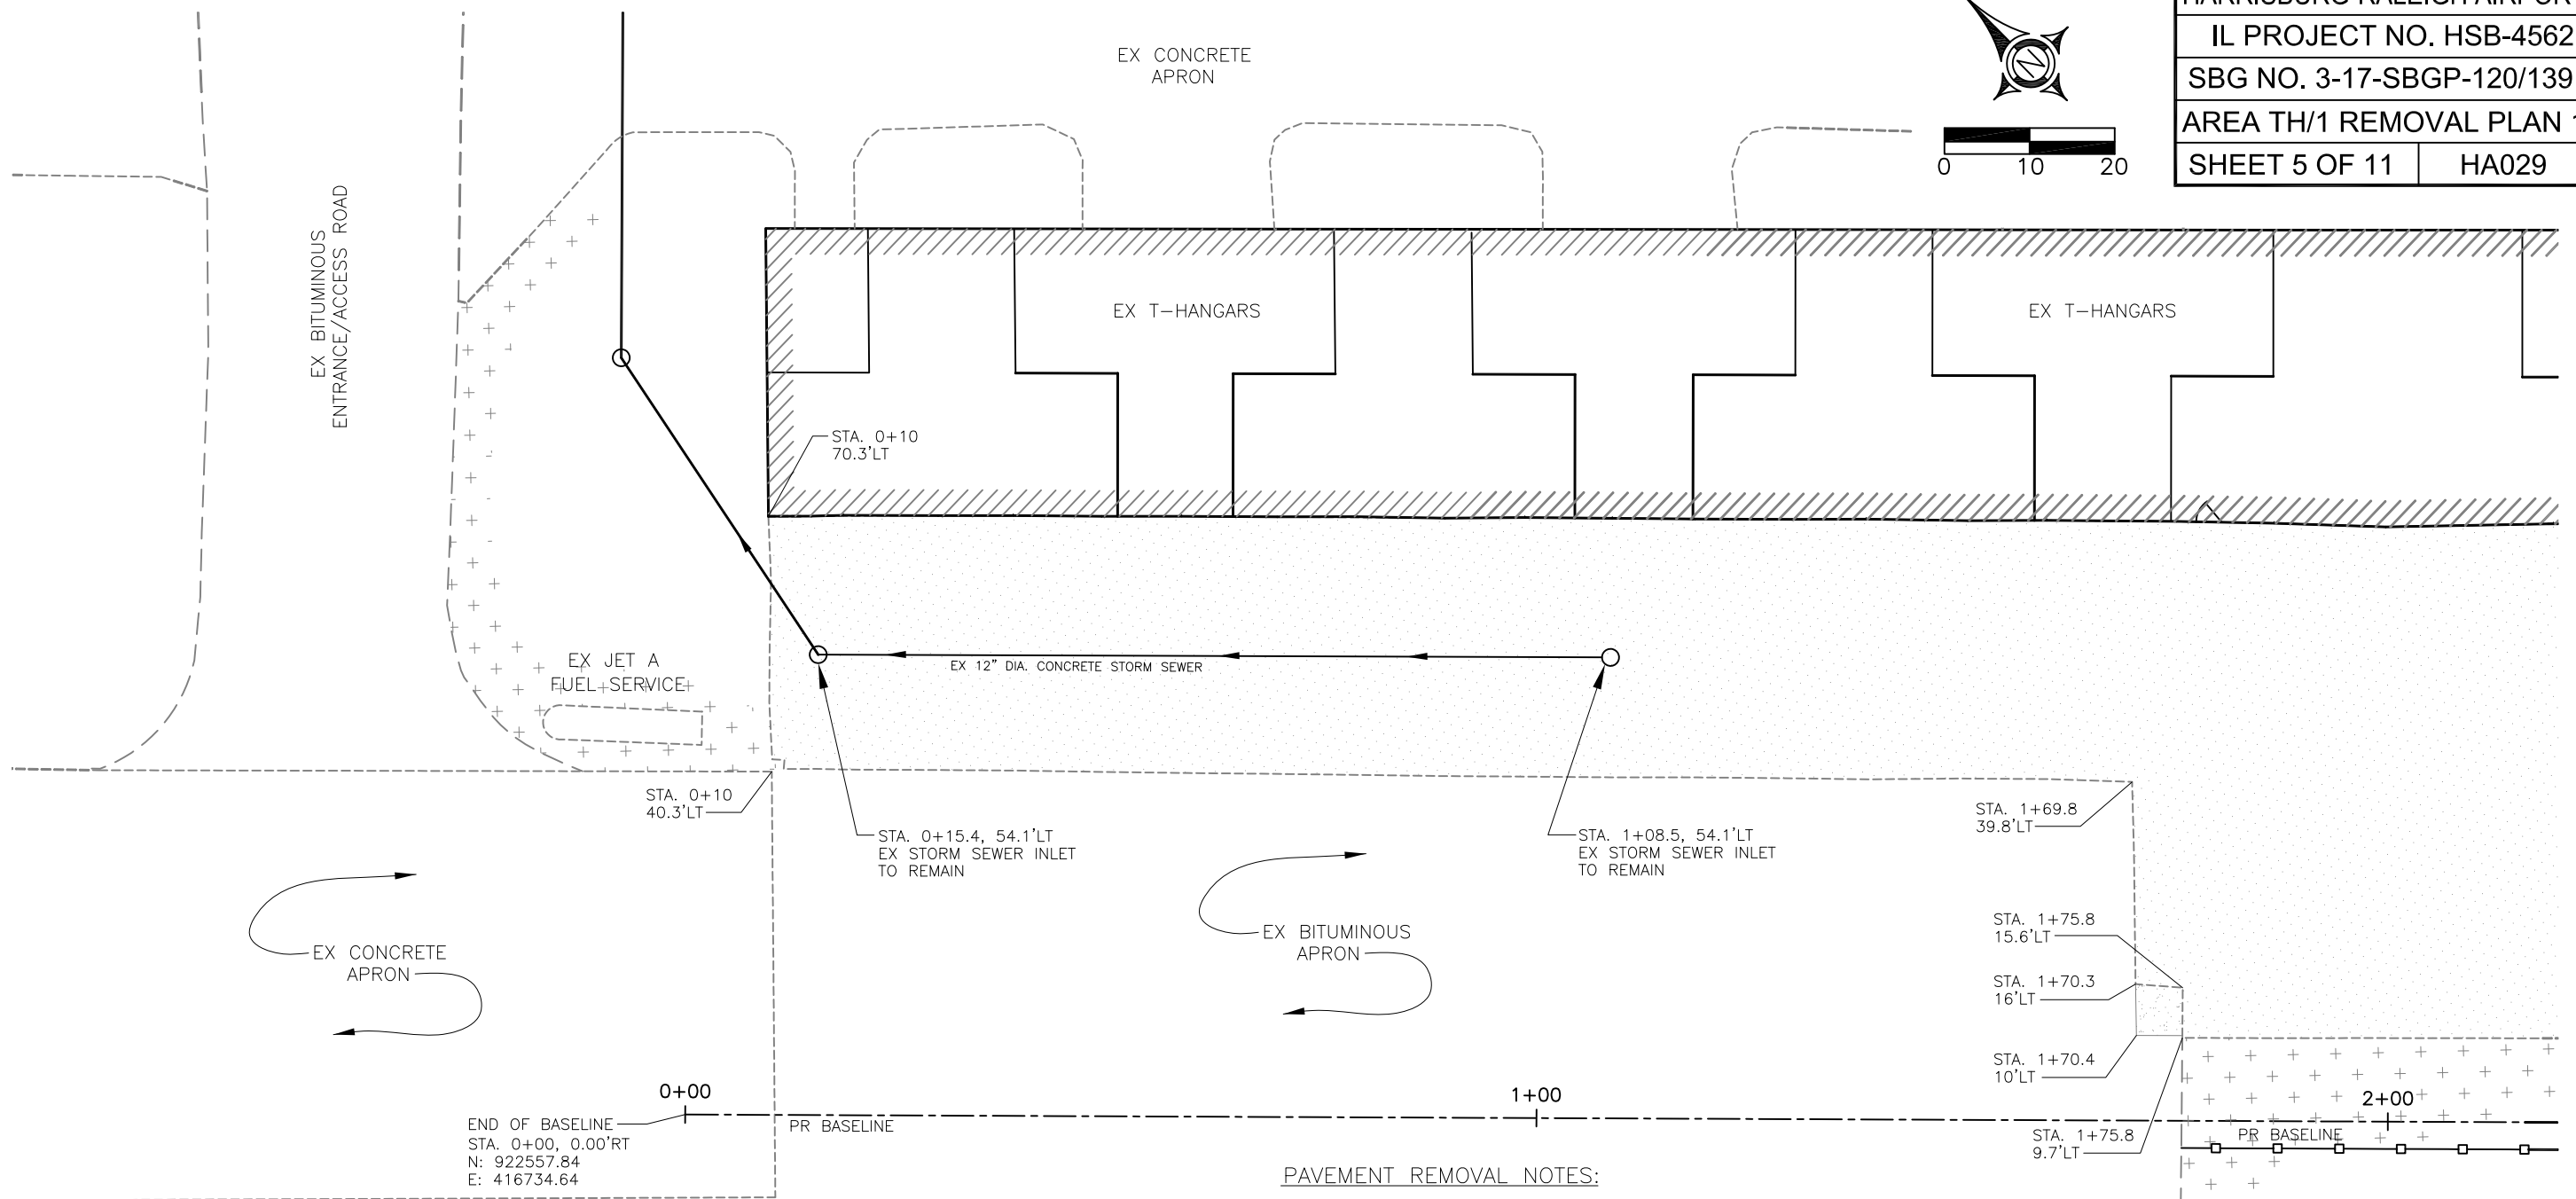 HARRISBURG-RALEIGH AIRPOR
IL PROJECT NO. HSB-4562
SBG NO. 3-17-SBGP-120/139
AREA TH/1 REMOVAL PLAN
SHEET 5 OF 11
HA029
N
0 10 20
EX CONCRETE
APRON
EX BITUMINOUS
ENTRANCE/ACCESS ROAD
EX T-HANGARS
EX T-HANGARS
STA. 0+10
70.3'LT
EX JET A
FUEL SERVICE
EX 12" DIA. CONCRETE STORM SEWER
STA. 0+10
40.3'LT
STA. 0+15.4, 54.1'LT
EX STORM SEWER INLET
TO REMAIN
STA. 1+08.5, 54.1'LT
EX STORM SEWER INLET
TO REMAIN
STA. 1+69.8
39.8'LT
EX CONCRETE
APRON
EX BITUMINOUS
APRON
STA. 1+75.8
15.6'LT
STA. 1+70.3
16'LT
STA. 1+70.4
10'LT
0+00
1+00
2+00
END OF BASELINE
STA. 0+00, 0.00'RT
N: 922557.84
E: 416734.64
PR BASELINE
STA. 1+75.8
9.7'LT
PR BASELINE
PAVEMENT REMOVAL NOTES: